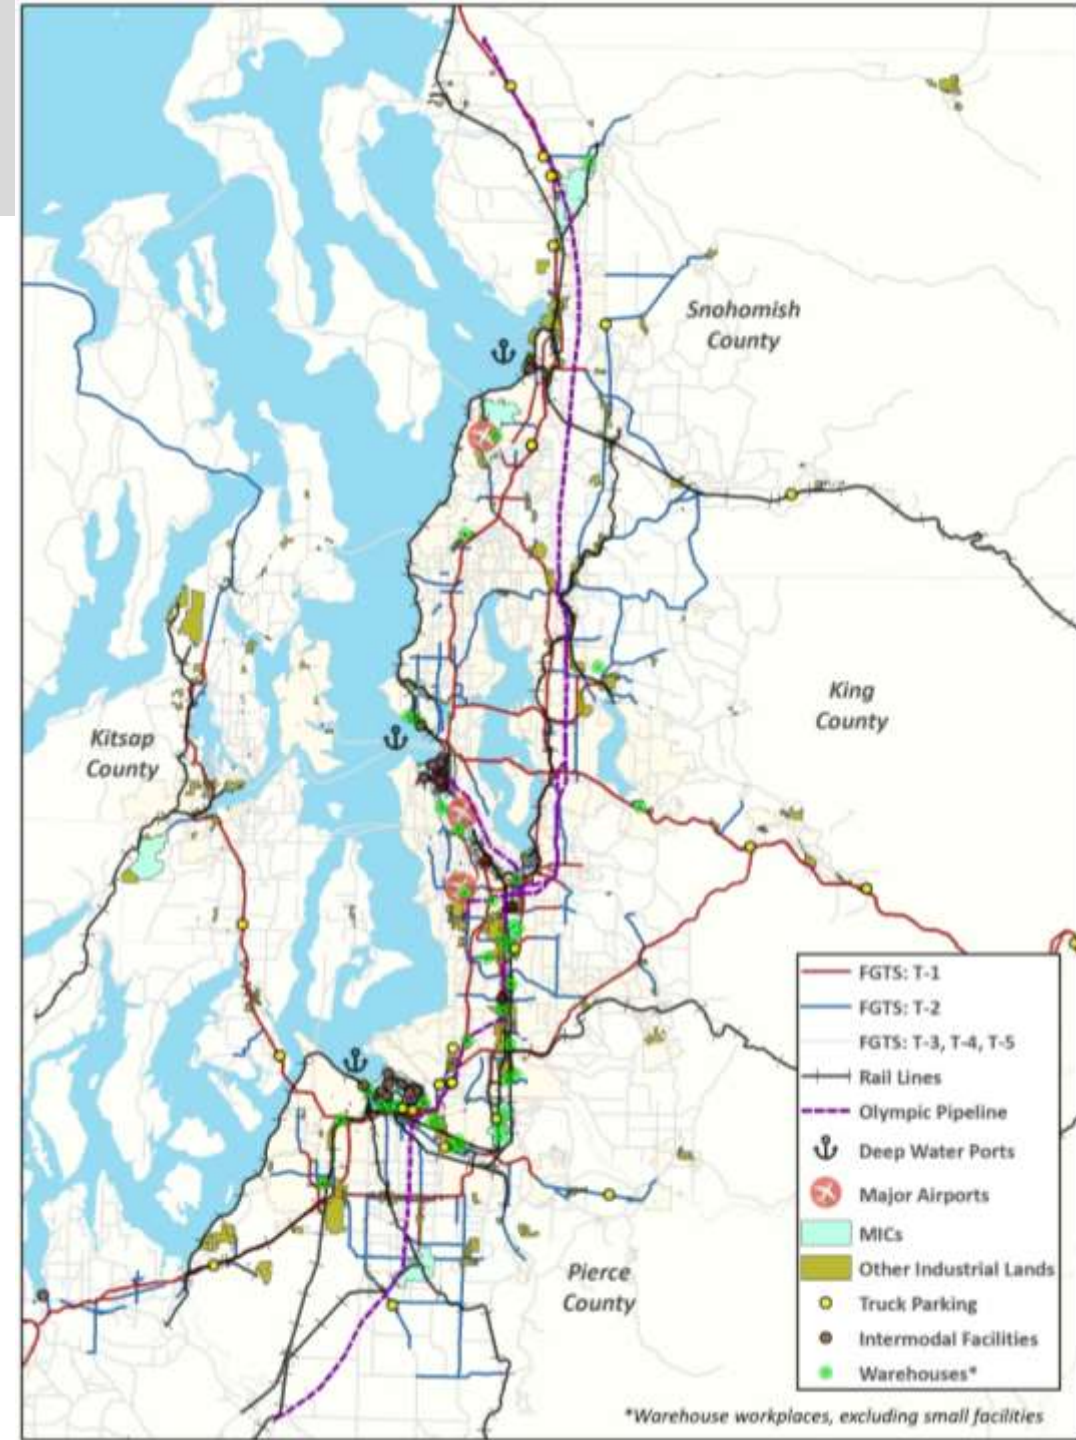 Snohomish
County
King
County
Kitsap
County
Pierce
County
FGTS: T-1
FGTS: T-2
FGTS: T-3, T-4, T-5
Rail Lines
Olympic Pipeline
Deep Water Ports
Major Airports
MICs
Other Industrial Lands
Truck Parking
Intermodal Facilities
Warehouses*
*Warehouse workplaces, excluding small facilities